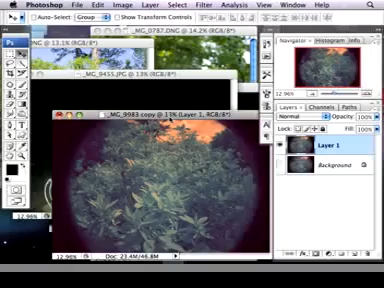 Photoshop File Edit Image Layer Select Filter Analysis View Window Help
Auto-Select: Group Show Transform Controls
_MG_0787.DNG @ 14.2% (RGB/8*)
.DNG @ 13.1% (RGB/8*)
_MG_9455.JPG @ 13% (RGB/8*)
_MG_9983 copy @ 13% (Layer 1, RGB/8*)
Ps
Navigator Histogram Info
12.96%
Layers Channels Paths
Normal Opacity: 100%
Lock: Fill: 100%
Layer 1
Background
12.96%
12.96% Doc: 23.4M/46.8M